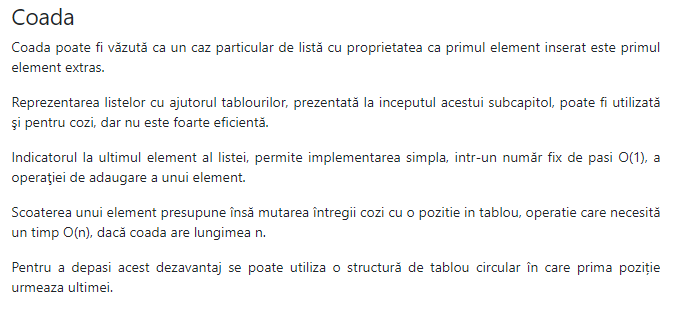 Coada
Coada poate fi văzută ca un caz particular de listă cu proprietatea ca primul element inserat este primul
element extras.
Reprezentarea listelor cu ajutorul tablourilor, prezentată la inceputul acestui subcapitol, poate fi utilizată
şi pentru cozi, dar nu este foarte eficientă.
Indicatorul la ultimul element al listei, permite implementarea simpla, intr-un număr fix de pasi O(1), a
operaţiei de adaugare a unui element.
Scoaterea unui element presupune însă mutarea întregii cozi cu o pozitie in tablou, operatie care necesită
un timp O(n), dacă coada are lungimea n.
Pentru a depasi acest dezavantaj se poate utiliza o structură de tablou circular în care prima poziție
urmeaza ultimei.